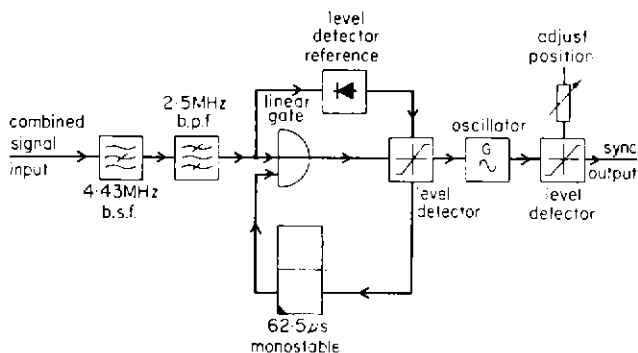 level
detector
reference
adjust
position
2·5MHz
b.p.f
linear
gate
combined
signal
input
oscillator
G
sync
output
4·43MHz
b.s.f.
level
detector
level
detector
62·5µs
monostable